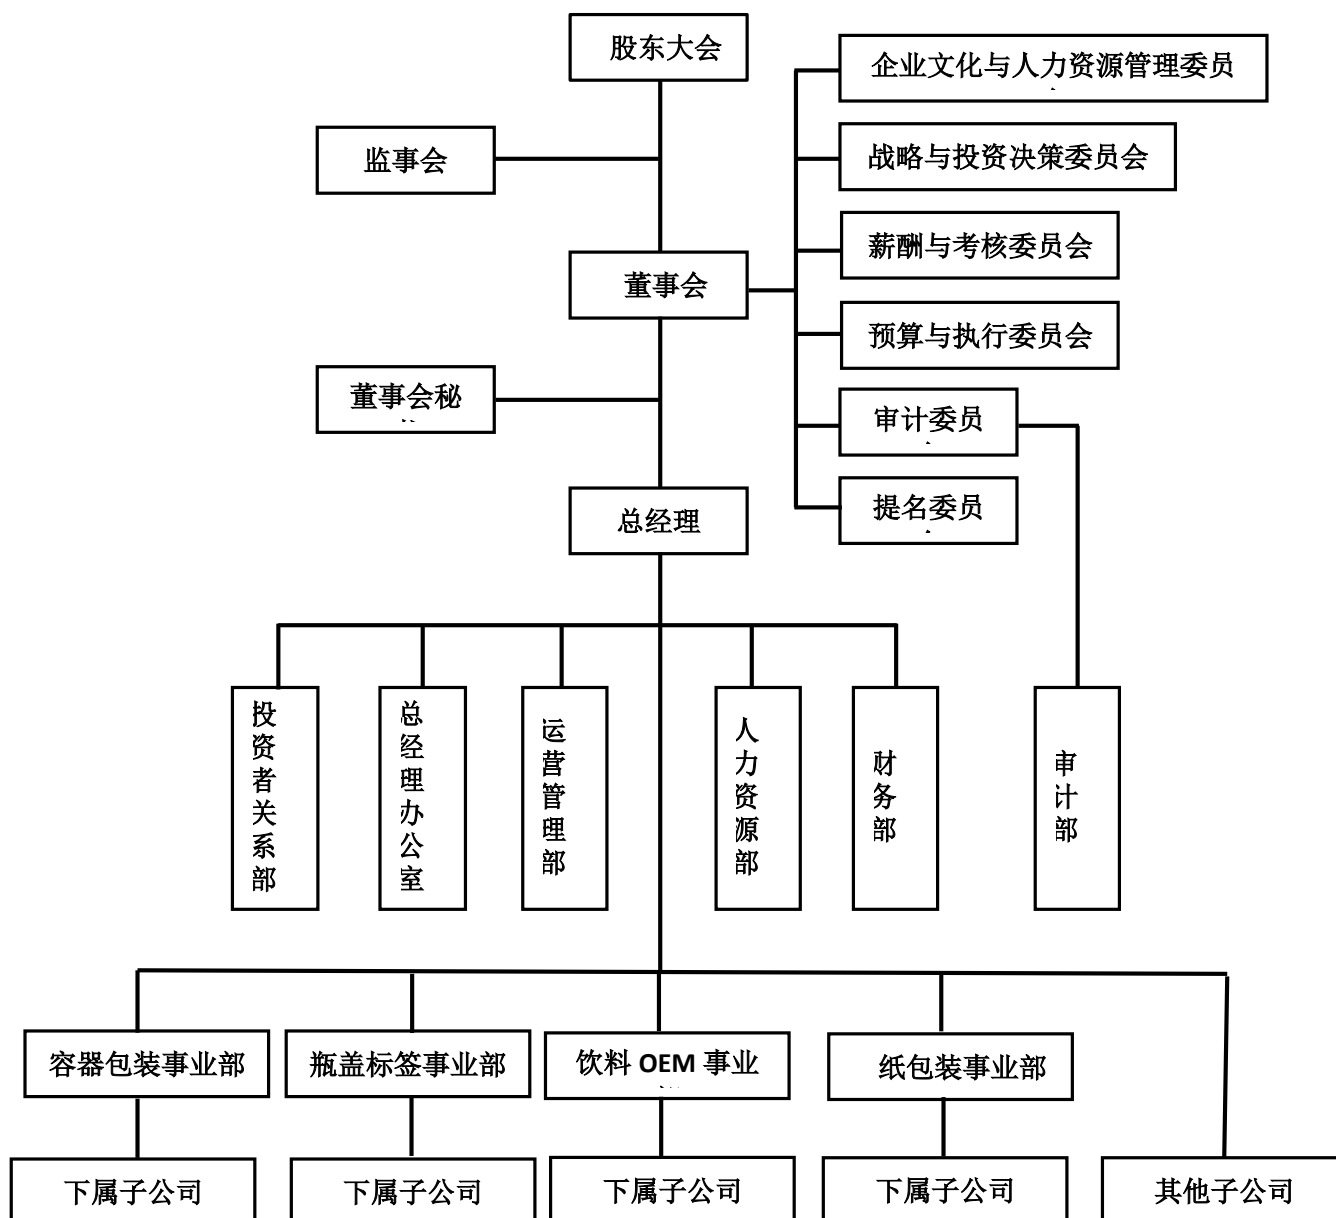 股东大会
企业文化与人力资源管理委员
监事会
战略与投资决策委员会
薪酬与考核委员会
董事会
预算与执行委员会
董事会秘
审计委员
提名委员
总经理
投资者关系部
总经理办公室
运营管理部
人力资源部
财务部
审计部
容器包装事业部
瓶盖标签事业部
饮料 OEM 事业
纸包装事业部
下属子公司
下属子公司
下属子公司
下属子公司
其他子公司